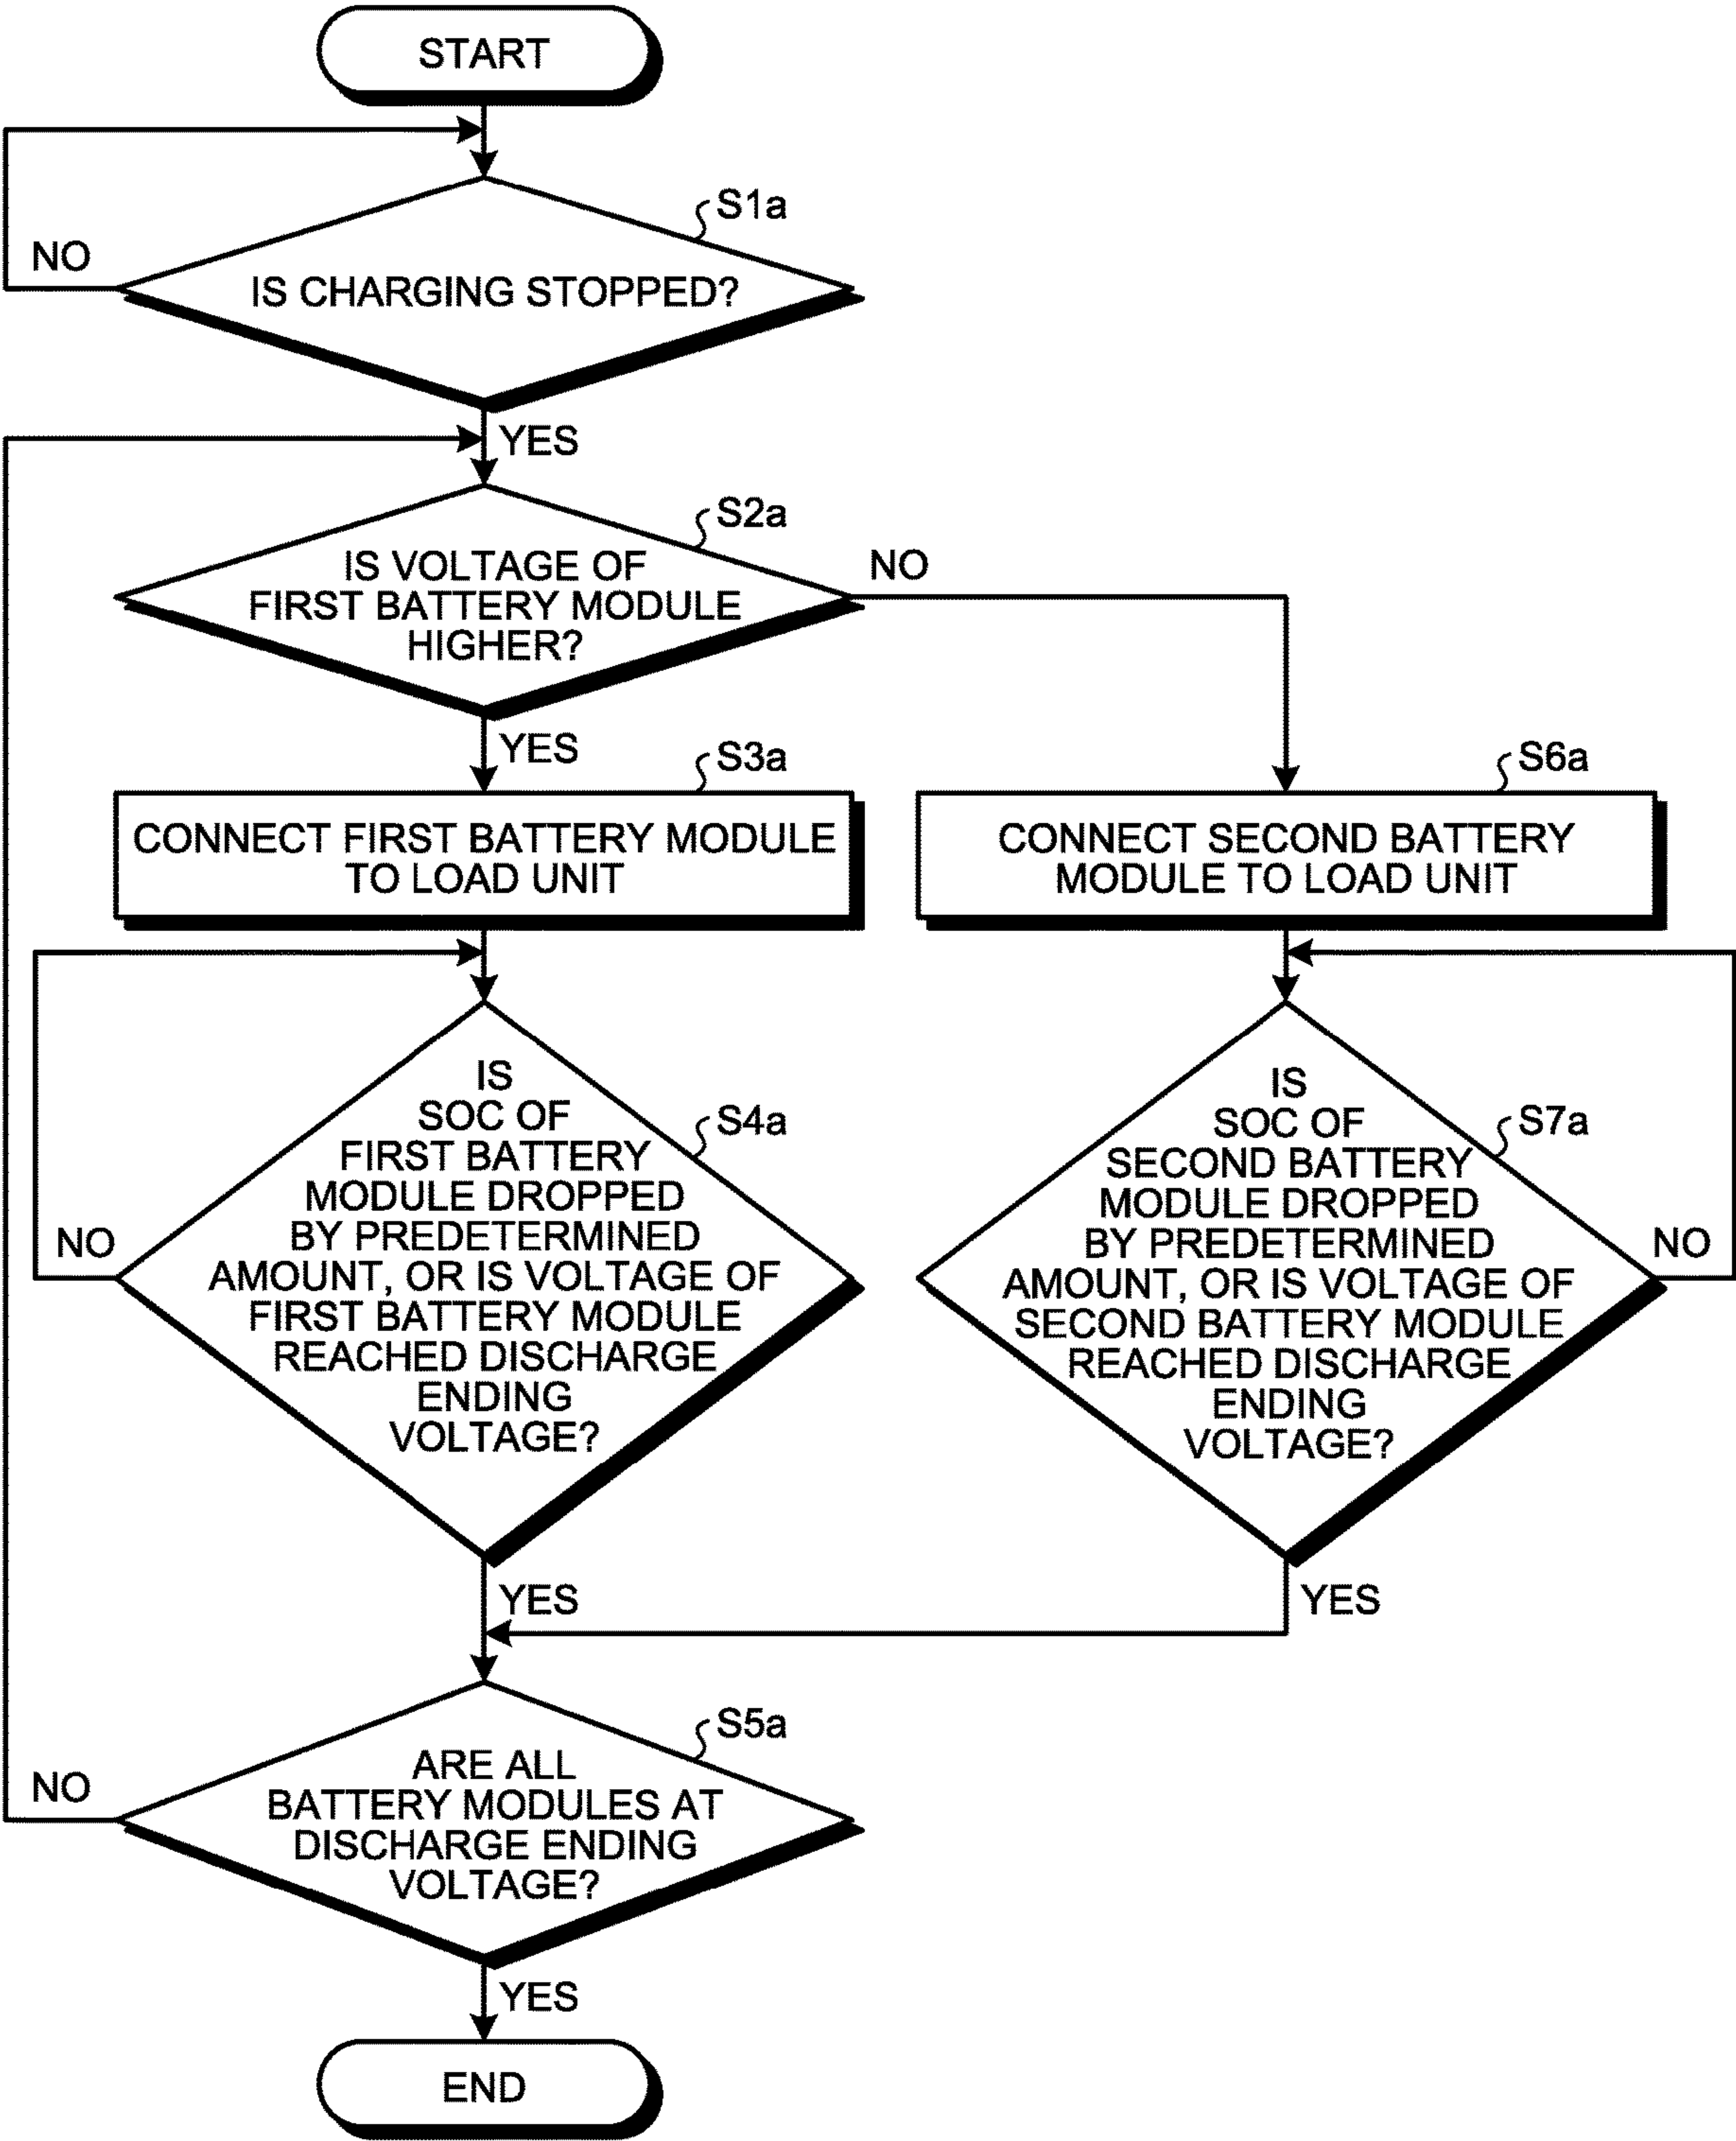 START
S1a
NO
IS CHARGING STOPPED?
YES
S2a
IS VOLTAGE OF
FIRST BATTERY MODULE
HIGHER?
NO
YES
S3a
CONNECT FIRST BATTERY MODULE
TO LOAD UNIT
S6a
CONNECT SECOND BATTERY
MODULE TO LOAD UNIT
S4a
IS
SOC OF
FIRST BATTERY
MODULE DROPPED
BY PREDETERMINED
AMOUNT, OR IS VOLTAGE OF
FIRST BATTERY MODULE
REACHED DISCHARGE
ENDING
VOLTAGE?
NO
YES
S7a
IS
SOC OF
SECOND BATTERY
MODULE DROPPED
BY PREDETERMINED
AMOUNT, OR IS VOLTAGE OF
SECOND BATTERY MODULE
REACHED DISCHARGE
ENDING
VOLTAGE?
NO
YES
S5a
NO
ARE ALL
BATTERY MODULES AT
DISCHARGE ENDING
VOLTAGE?
YES
END